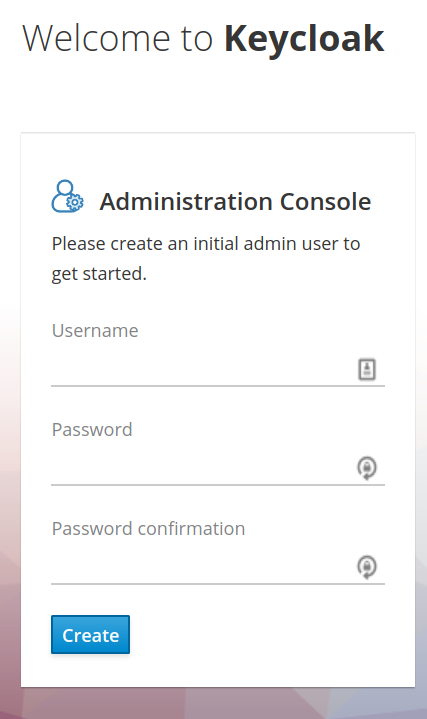 Welcome to Keycloak
Administration Console
Please create an initial admin user to
get started.
Username
Password
Password confirmation
Create